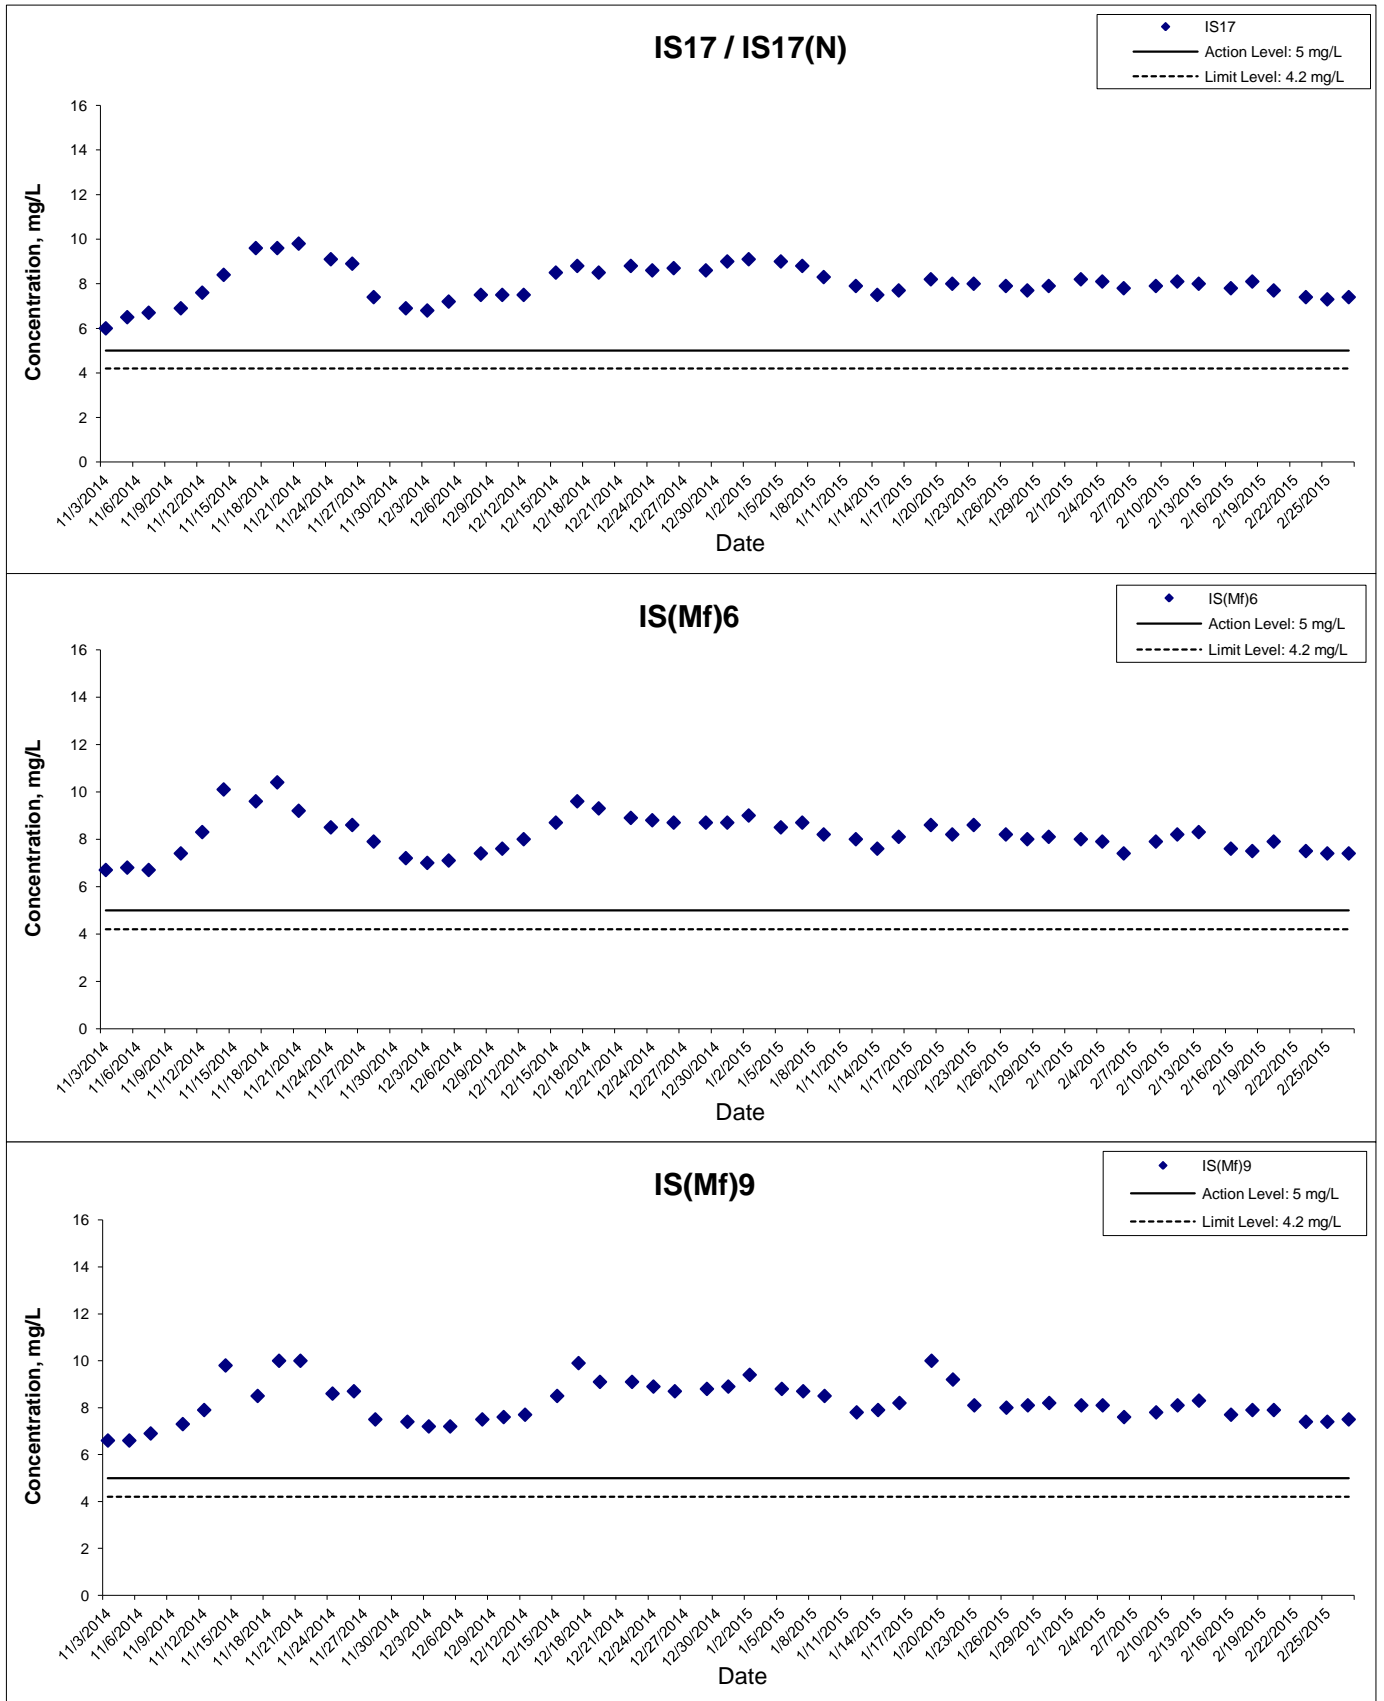 IS17 / IS17(N)
IS17
Action Level: 5 mg/L
Limit Level: 4.2 mg/L
Concentration, mg/L
16
14
12
10
8
6
4
2
0
11/3/2014 11/6/2014 11/9/2014 11/12/2014 11/15/2014 11/18/2014 11/21/2014 11/24/2014 11/27/2014 11/30/2014 12/3/2014 12/6/2014 12/9/2014 12/12/2014 12/15/2014 12/18/2014 12/21/2014 12/24/2014 12/27/2014 12/30/2014 1/2/2015 1/5/2015 1/8/2015 1/11/2015 1/14/2015 1/17/2015 1/20/2015 1/23/2015 1/26/2015 1/29/2015 2/1/2015 2/4/2015 2/7/2015 2/10/2015 2/13/2015 2/16/2015 2/19/2015 2/22/2015 2/25/2015
Date
IS(Mf)6
IS(Mf)6
Action Level: 5 mg/L
Limit Level: 4.2 mg/L
Concentration, mg/L
16
14
12
10
8
6
4
2
0
11/3/2014 11/6/2014 11/9/2014 11/12/2014 11/15/2014 11/18/2014 11/21/2014 11/24/2014 11/27/2014 11/30/2014 12/3/2014 12/6/2014 12/9/2014 12/12/2014 12/15/2014 12/18/2014 12/21/2014 12/24/2014 12/27/2014 12/30/2014 1/2/2015 1/5/2015 1/8/2015 1/11/2015 1/14/2015 1/17/2015 1/20/2015 1/23/2015 1/26/2015 1/29/2015 2/1/2015 2/4/2015 2/7/2015 2/10/2015 2/13/2015 2/16/2015 2/19/2015 2/22/2015 2/25/2015
Date
IS(Mf)9
IS(Mf)9
Action Level: 5 mg/L
Limit Level: 4.2 mg/L
Concentration, mg/L
16
14
12
10
8
6
4
2
0
11/3/2014 11/6/2014 11/9/2014 11/12/2014 11/15/2014 11/18/2014 11/21/2014 11/24/2014 11/27/2014 11/30/2014 12/3/2014 12/6/2014 12/9/2014 12/12/2014 12/15/2014 12/18/2014 12/21/2014 12/24/2014 12/27/2014 12/30/2014 1/2/2015 1/5/2015 1/8/2015 1/11/2015 1/14/2015 1/17/2015 1/20/2015 1/23/2015 1/26/2015 1/29/2015 2/1/2015 2/4/2015 2/7/2015 2/10/2015 2/13/2015 2/16/2015 2/19/2015 2/22/2015 2/25/2015
Date